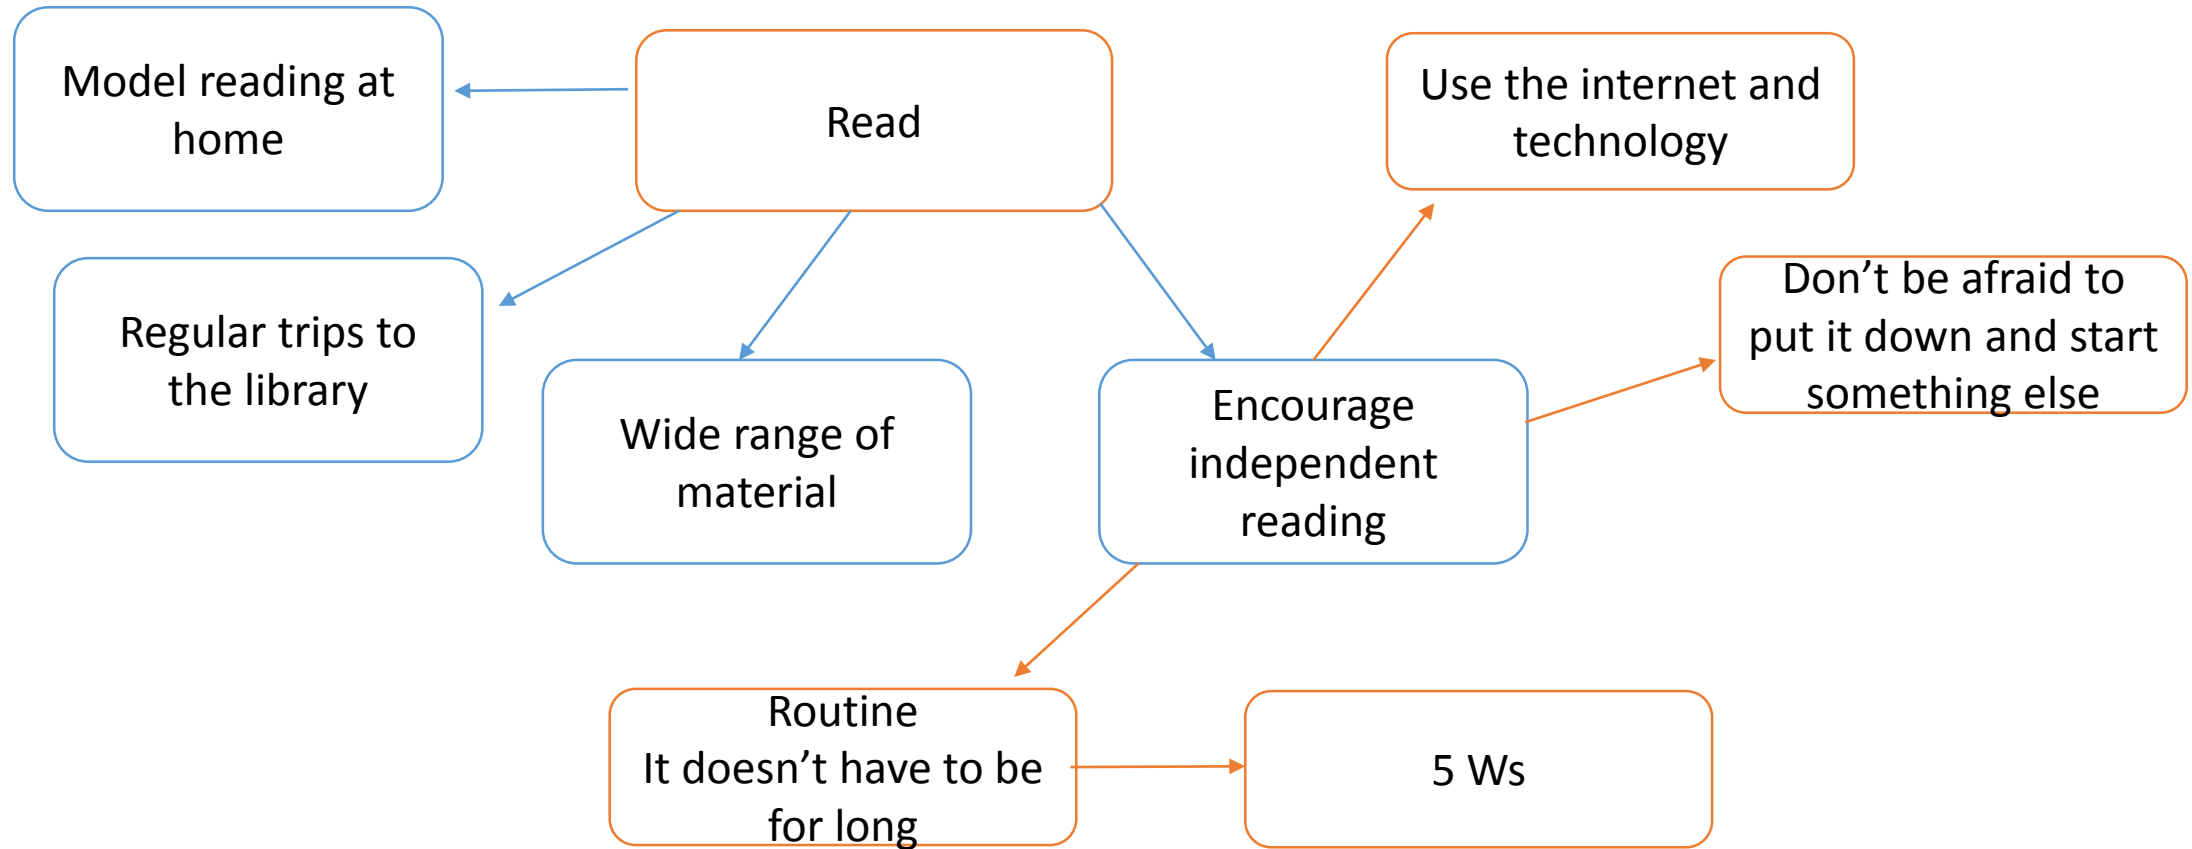 Model reading at
home
Read
Use the internet and
technology
Regular trips to
the library
Wide range of
material
Encourage
independent
reading
Don’t be afraid to
put it down and start
something else
Routine
It doesn’t have to be
for long
5 Ws